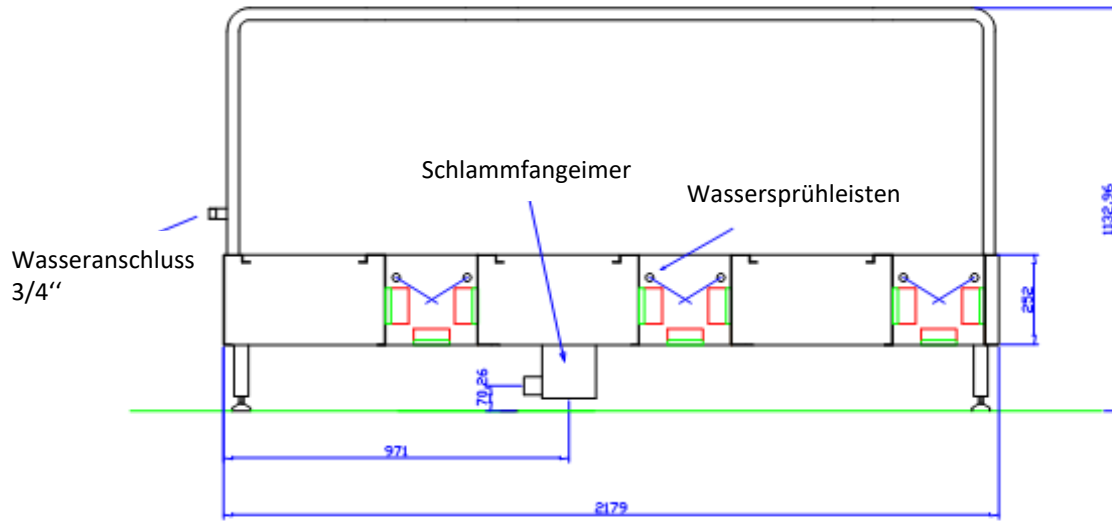 Schlammfangeimer
Wassersprühleisten
1132,96
Wasseranschluss
3/4‘‘
252
70,26
971
2179